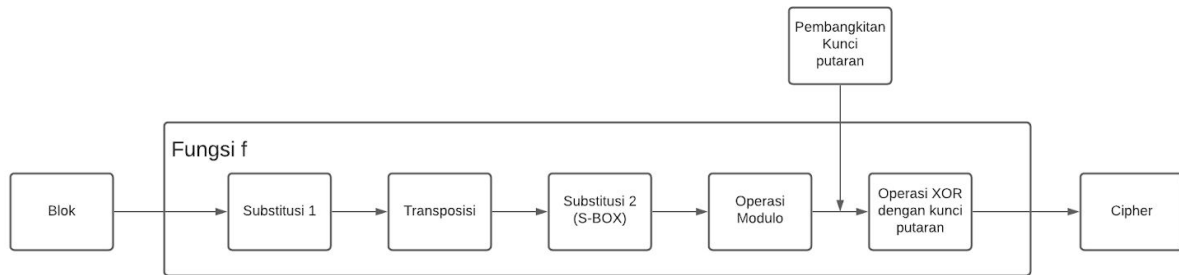 Pembangkitan
Kunci
putaran
Fungsi f
Blok
Substitusi 1
Transposisi
Substitusi 2
(S-BOX)
Operasi
Modulo
Operasi XOR
dengan kunci
putaran
Cipher